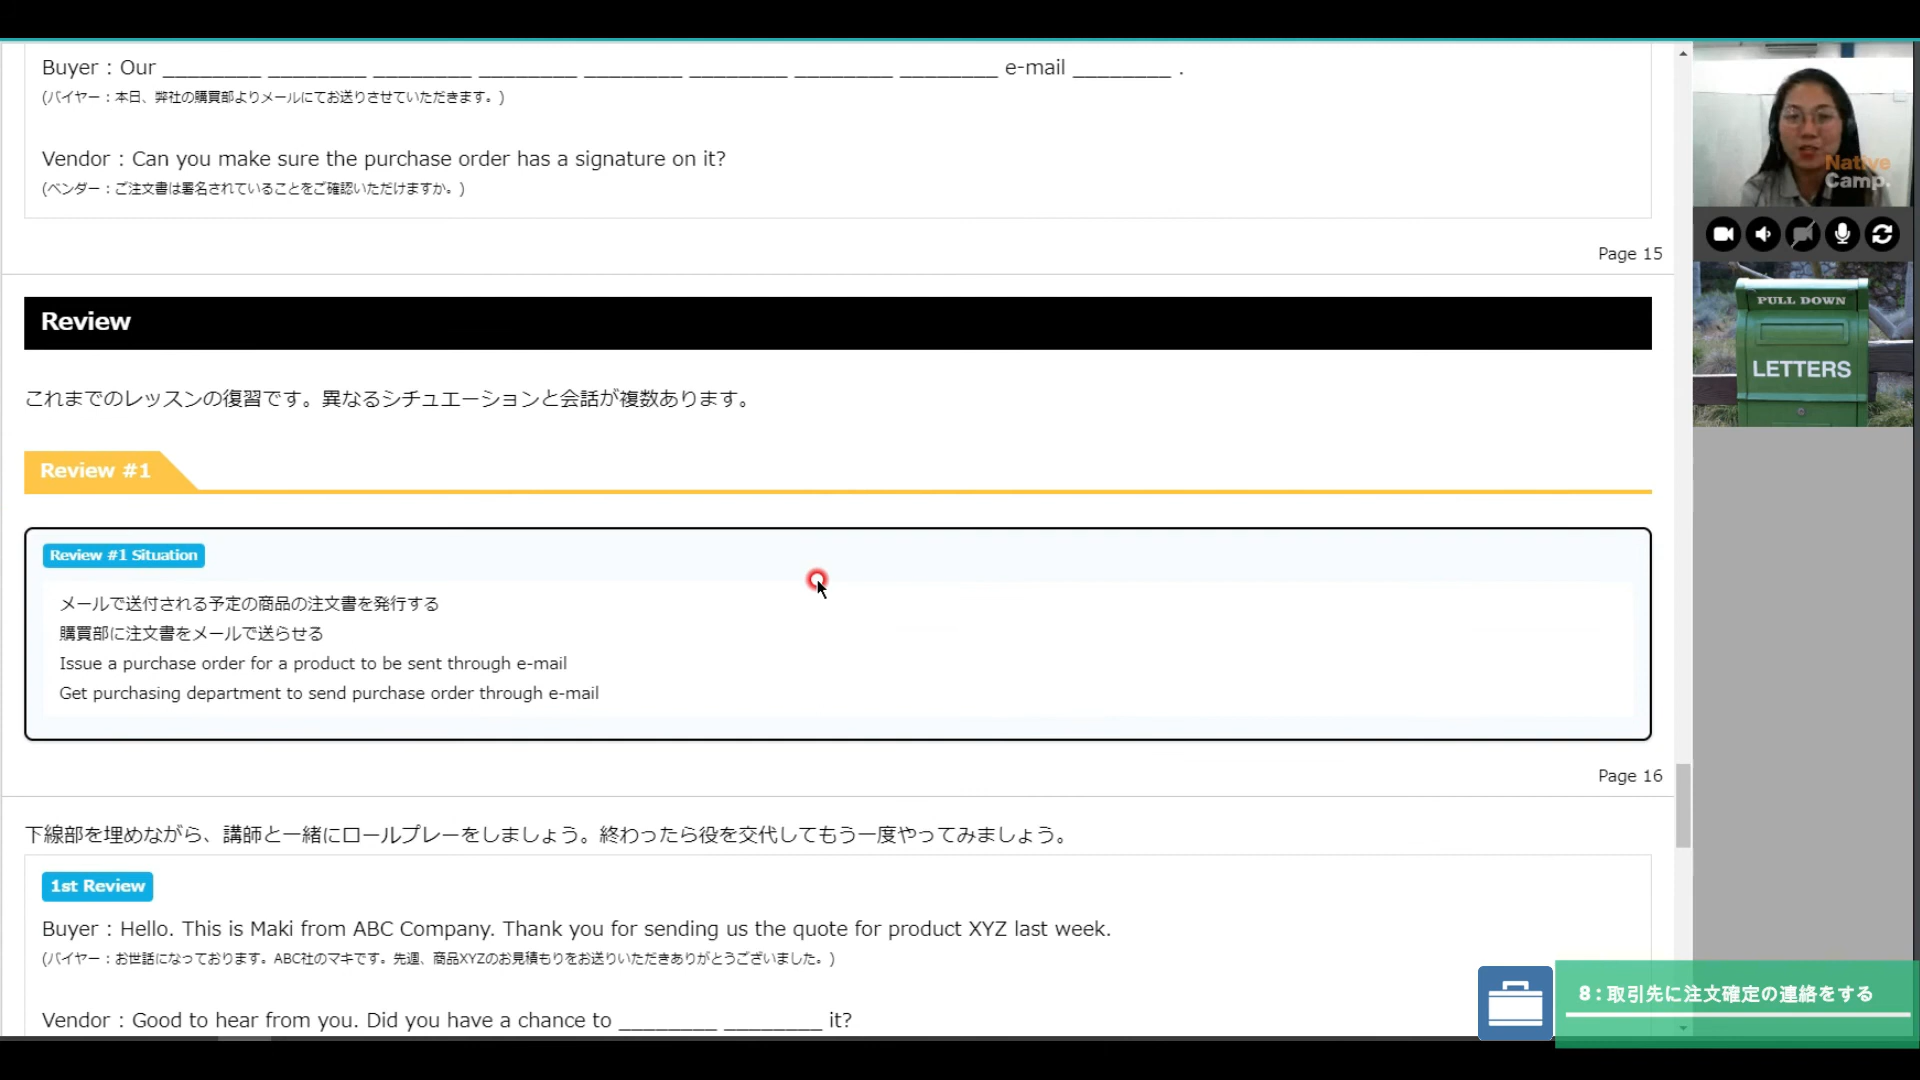 Buyer : Our ________ ________ ________ ________ ________ ________ ________ ________ e-mail ________ .
(バイヤー：本日、弊社の購買部よりメールにてお送りさせていただきます。)
Vendor : Can you make sure the purchase order has a signature on it?
(ベンダー：ご注文書は署名されていることをご確認いただけますか。)
Page 15
Review
これまでのレッスンの復習です。異なるシチュエーションと会話が複数あります。
Review #1
Review #1 Situation
メールで送付される予定の商品の注文書を発行する
購買部に注文書をメールで送らせる
Issue a purchase order for a product to be sent through e-mail
Get purchasing department to send purchase order through e-mail
Page 16
下線部を埋めながら、講師と一緒にロールプレーをしましょう。終わったら役を交代してもう一度やってみましょう。
1st Review
Buyer : Hello. This is Maki from ABC Company. Thank you for sending us the quote for product XYZ last week.
(バイヤー：お世話になっております。ABC社のマキです。先週、商品XYZのお見積もりをお送りいただきありがとうございました。)
Vendor : Good to hear from you. Did you have a chance to ________ ________ it?
Native
Camp.
PULL DOWN
LETTERS
8：取引先に注文確定の連絡をする